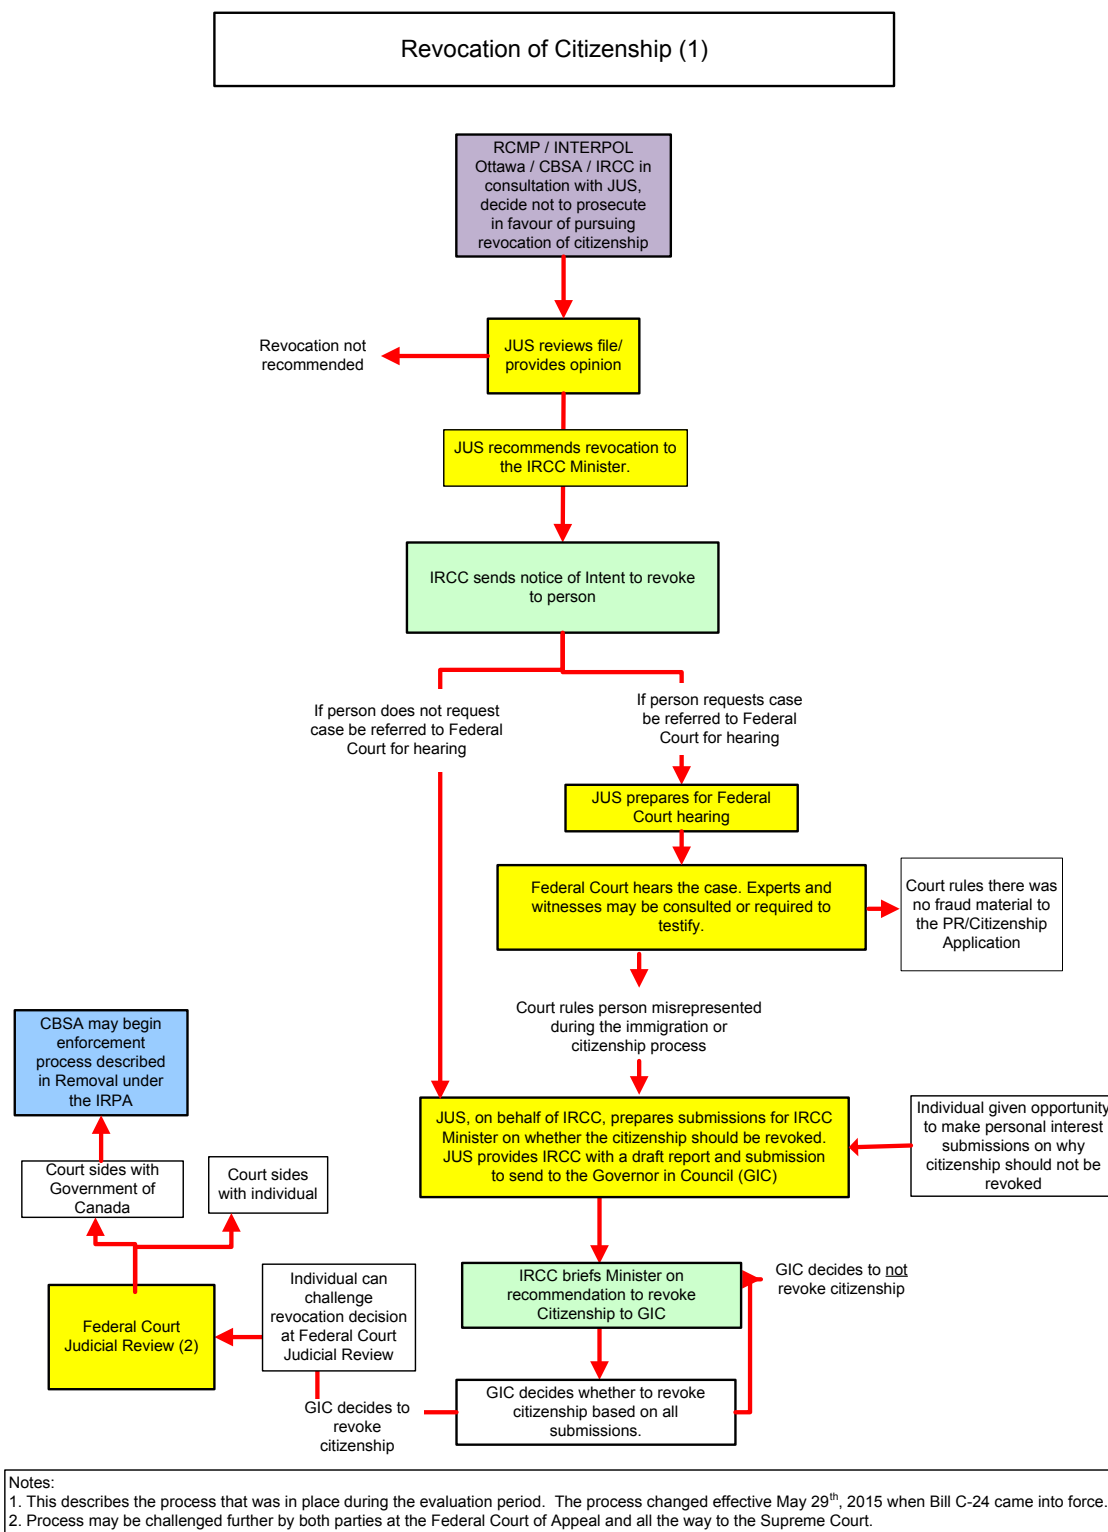 Revocation of Citizenship (1)
RCMP / INTERPOL
Ottawa / CBSA / IRCC in
consultation with JUS,
decide not to prosecute
in favour of pursuing
revocation of citizenship
JUS reviews file/
provides opinion
Revocation not
recommended
JUS recommends revocation to
the IRCC Minister.
IRCC sends notice of Intent to revoke
to person
If person does not request
case be referred to Federal
Court for hearing
If person requests case
be referred to Federal
Court for hearing
JUS prepares for Federal
Court hearing
Federal Court hears the case. Experts and
witnesses may be consulted or required to
testify.
Court rules there was
no fraud material to
the PR/Citizenship
Application
Court rules person misrepresented
during the immigration or
citizenship process
JUS, on behalf of IRCC, prepares submissions for IRCC
Minister on whether the citizenship should be revoked.
JUS provides IRCC with a draft report and submission
to send to the Governor in Council (GIC)
Individual given opportunity
to make personal interest
submissions on why
citizenship should not be
revoked
IRCC briefs Minister on
recommendation to revoke
Citizenship to GIC
GIC decides to not
revoke citizenship
GIC decides whether to revoke
citizenship based on all
submissions.
GIC decides to
revoke
citizenship
Individual can
challenge
revocation decision
at Federal Court
Judicial Review
Federal Court
Judicial Review (2)
Court sides with
Government of
Canada
Court sides
with individual
CBSA may begin
enforcement
process described
in Removal under
the IRPA
Notes:
1. This describes the process that was in place during the evaluation period.  The process changed effective May 29th, 2015 when Bill C-24 came into force.
2. Process may be challenged further by both parties at the Federal Court of Appeal and all the way to the Supreme Court.